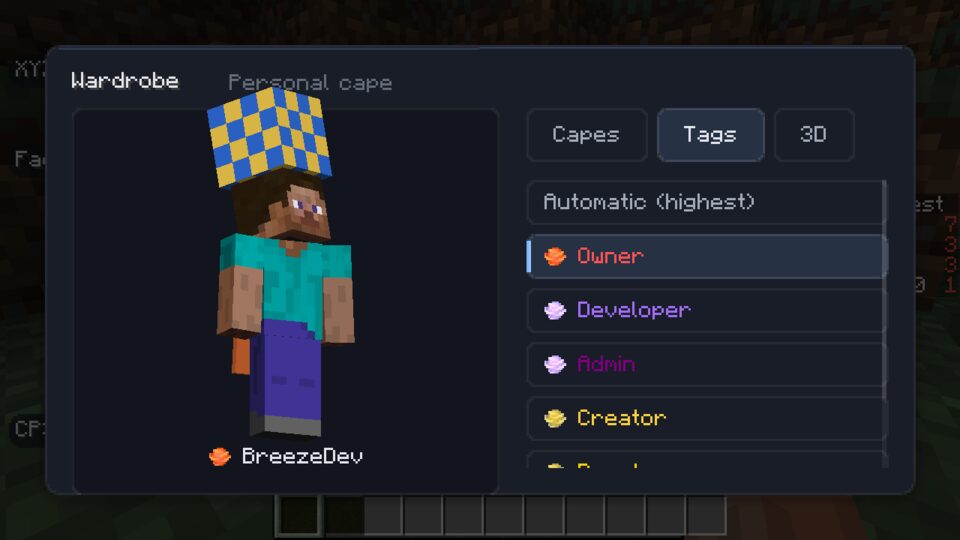 Wardrobe
Personal cape
Capes
Tags
3D
Automatic (highest)
Owner
Developer
Admin
Creator
BreezeDev